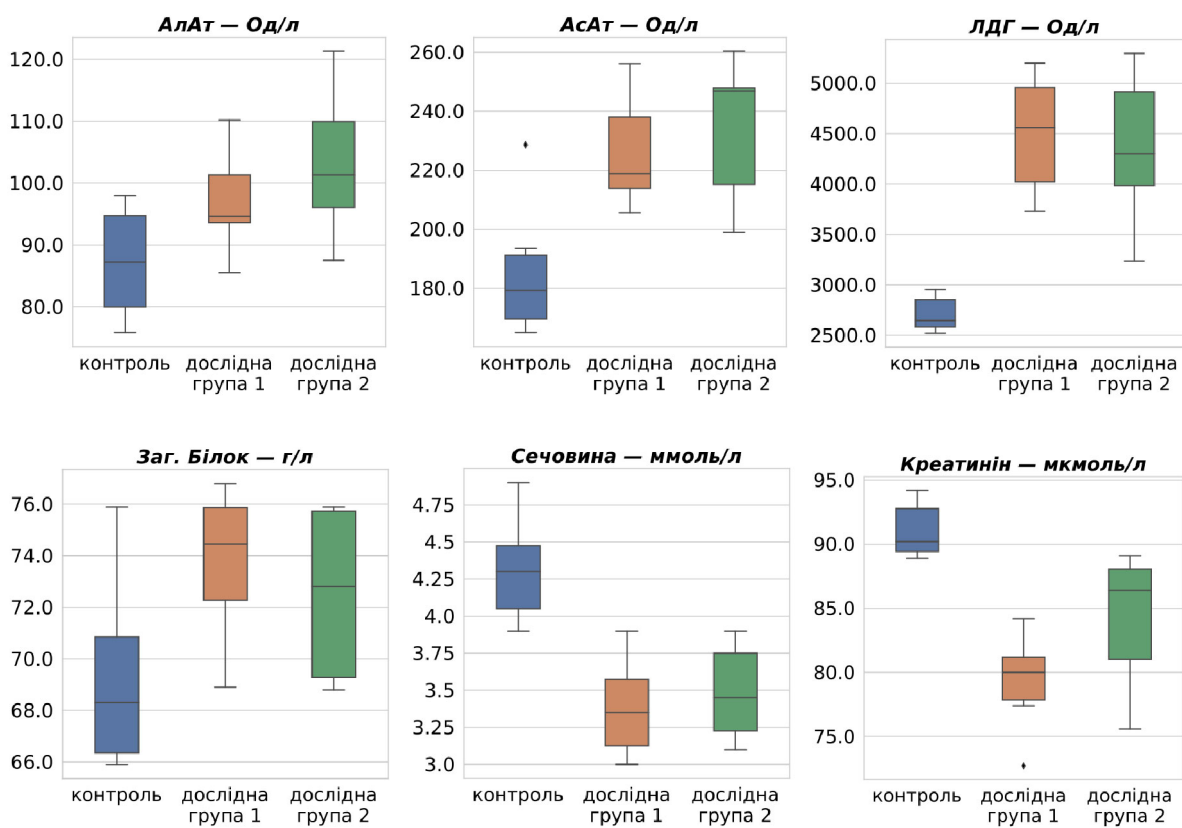 АлАт — Од/л
120.0
110.0
100.0
90.0
80.0
контроль
дослідна
група 1
дослідна
група 2
АсАт — Од/л
260.0
240.0
220.0
200.0
180.0
контроль
дослідна
група 1
дослідна
група 2
ЛДГ — Од/л
5000.0
4500.0
4000.0
3500.0
3000.0
2500.0
контроль
дослідна
група 1
дослідна
група 2
Заг. Білок — г/л
76.0
74.0
72.0
70.0
68.0
66.0
контроль
дослідна
група 1
дослідна
група 2
Сечовина — ммоль/л
4.75
4.5
4.25
4.0
3.75
3.5
3.25
3.0
контроль
дослідна
група 1
дослідна
група 2
Креатинін — мкмоль/л
95.0
90.0
85.0
80.0
75.0
контроль
дослідна
група 1
дослідна
група 2